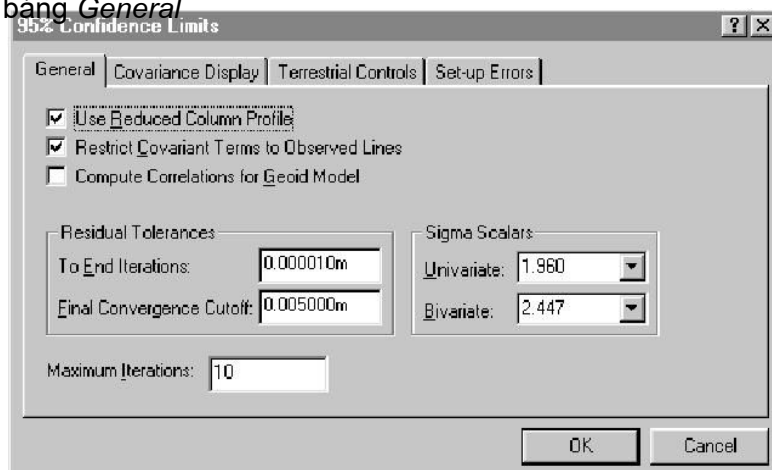 bảng General
95% Confidence Limits
General Covariance Display Terrestrial Controls Set-up Errors
Use Reduced Column Profile
Restrict Covariant Terms to Observed Lines
Compute Correlations for Geoid Model
Residual Tolerances
To End Iterations: 0.000010m
Final Convergence Cutoff: 0.005000m
Sigma Scalars
Univariate: 1.960
Bivariate: 2.447
Maximum Iterations: 10
OK Cancel